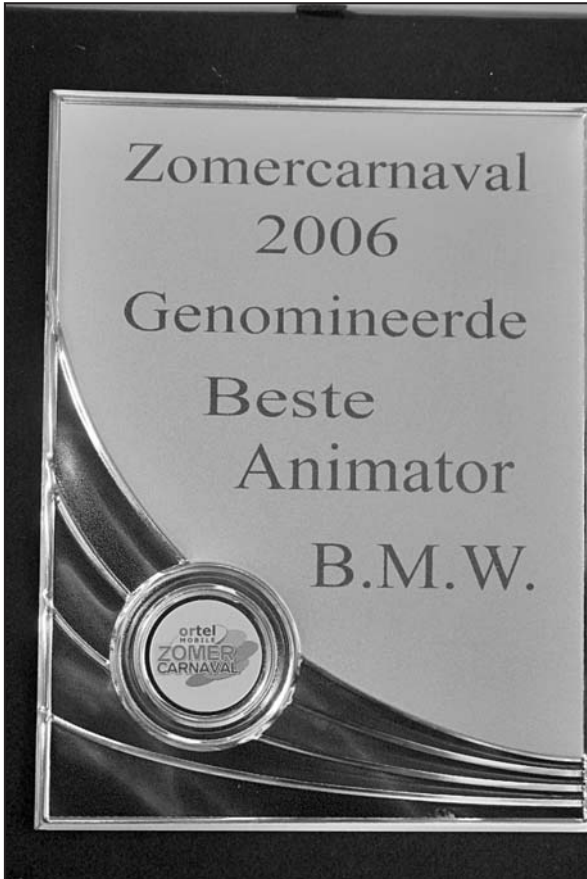 Zomercarnaval
2006
Genomineerde
Beste
Animator
B.M.W.
ortel
MOBILE
ZOMER
CARNAVAL